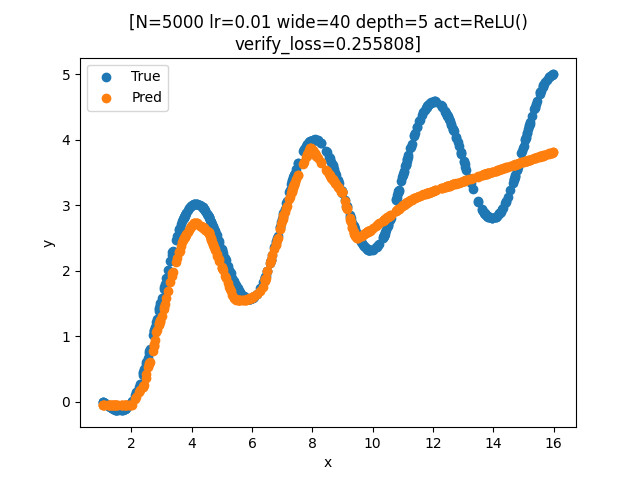 [N=5000 lr=0.01 wide=40 depth=5 act=ReLU()
verify_loss=0.255808]
True
Pred
5
4
3
2
1
0
y
2
4
6
8
10
12
14
16
x